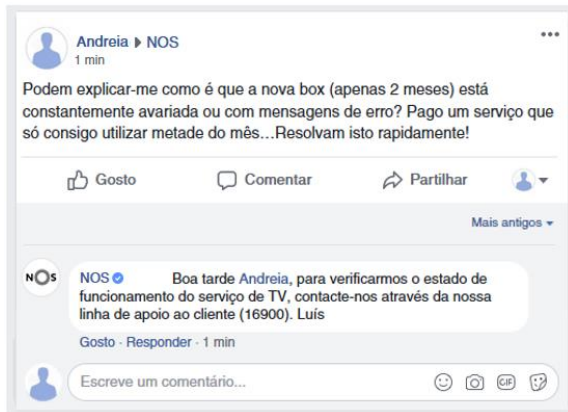 Andreia ▶ NOS
1 min
Podem explicar-me como é que a nova box (apenas 2 meses) está
constantemente avariada ou com mensagens de erro? Pago um serviço que
só consigo utilizar metade do mês…Resolvam isto rapidamente!
Gosto Comentar Partilhar
Mais antigos
NOS
NOS Boa tarde Andreia, para verificarmos o estado de
funcionamento do serviço de TV, contacte-nos através da nossa
linha de apoio ao cliente (16900). Luís
Gosto · Responder · 1 min
Escreve um comentário... GIF